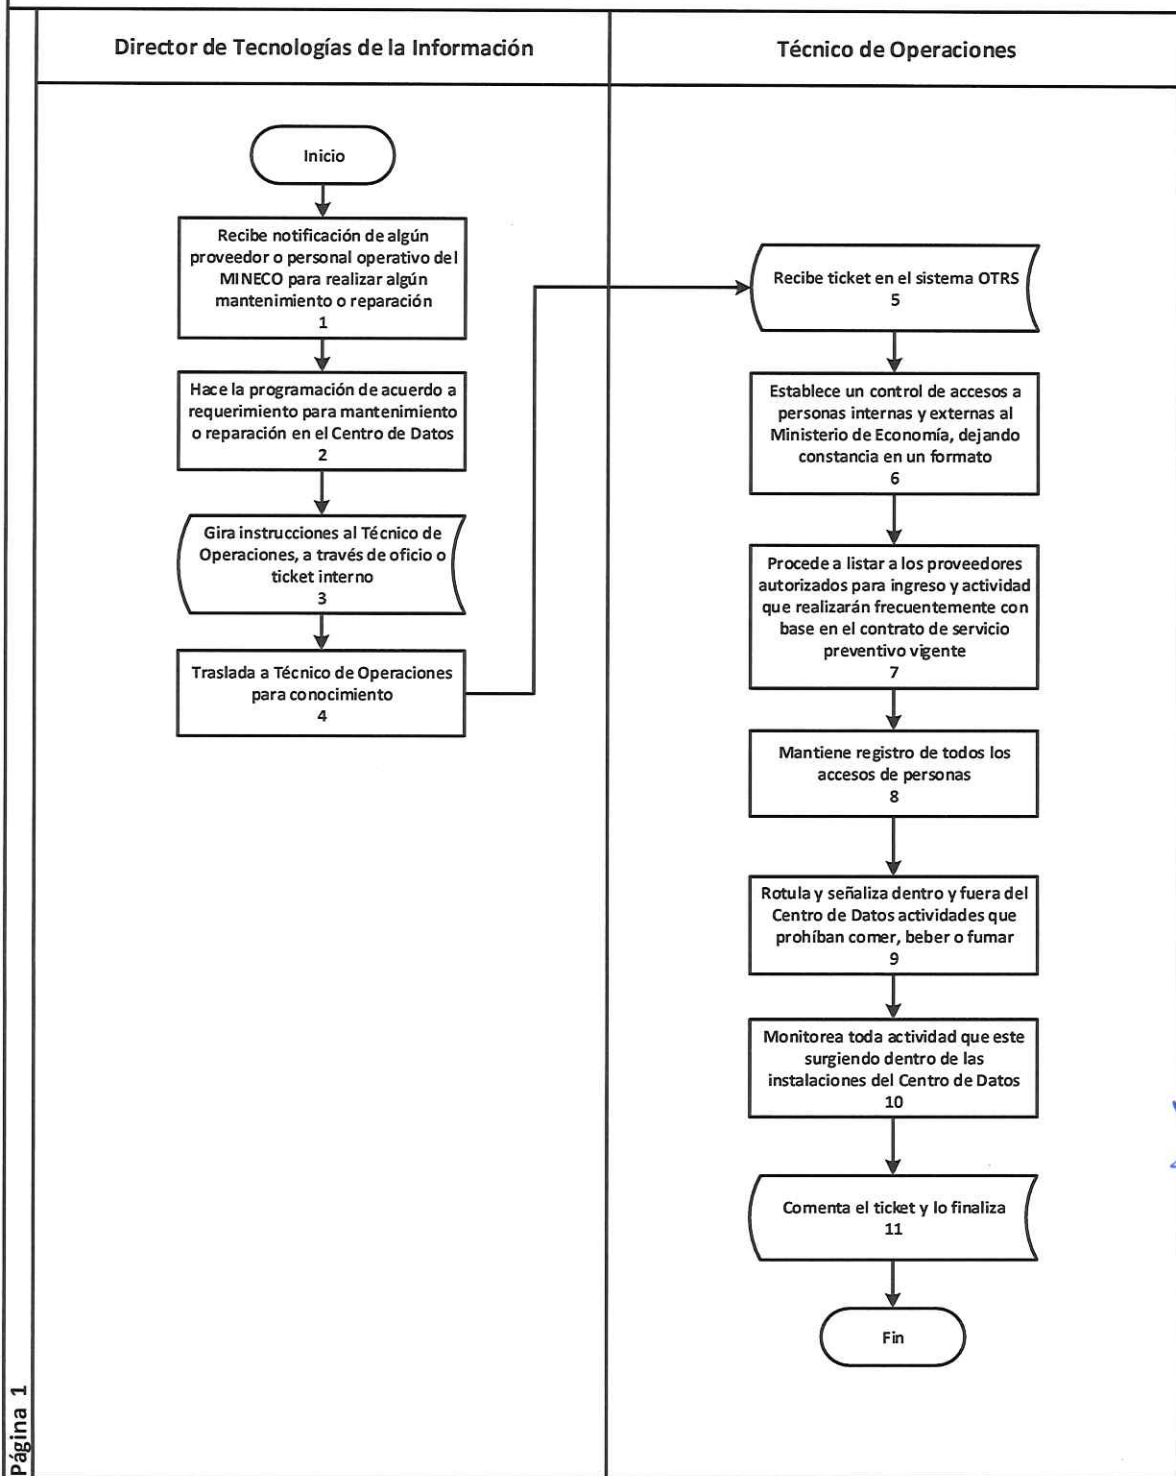 Director de Tecnologías de la Información
Técnico de Operaciones
Inicio
Recibe notificación de algún
proveedor o personal operativo del
MINECO para realizar algún
mantenimiento o reparación
1
Hace la programación de acuerdo a
requerimiento para mantenimiento
o reparación en el Centro de Datos
2
Gira instrucciones al Técnico de
Operaciones, a través de oficio o
ticket interno
3
Traslada a Técnico de Operaciones
para conocimiento
4
Recibe ticket en el sistema OTRS
5
Establece un control de accesos a
personas internas y externas al
Ministerio de Economía, dejando
constancia en un formato
6
Procede a listar a los proveedores
autorizados para ingreso y actividad
que realizarán frecuentemente con
base en el contrato de servicio
preventivo vigente
7
Mantiene registro de todos los
accesos de personas
8
Rotula y señaliza dentro y fuera del
Centro de Datos actividades que
prohíban comer, beber o fumar
9
Monitorea toda actividad que este
surgiendo dentro de las
instalaciones del Centro de Datos
10
Comenta el ticket y lo finaliza
11
Fin
Página 1